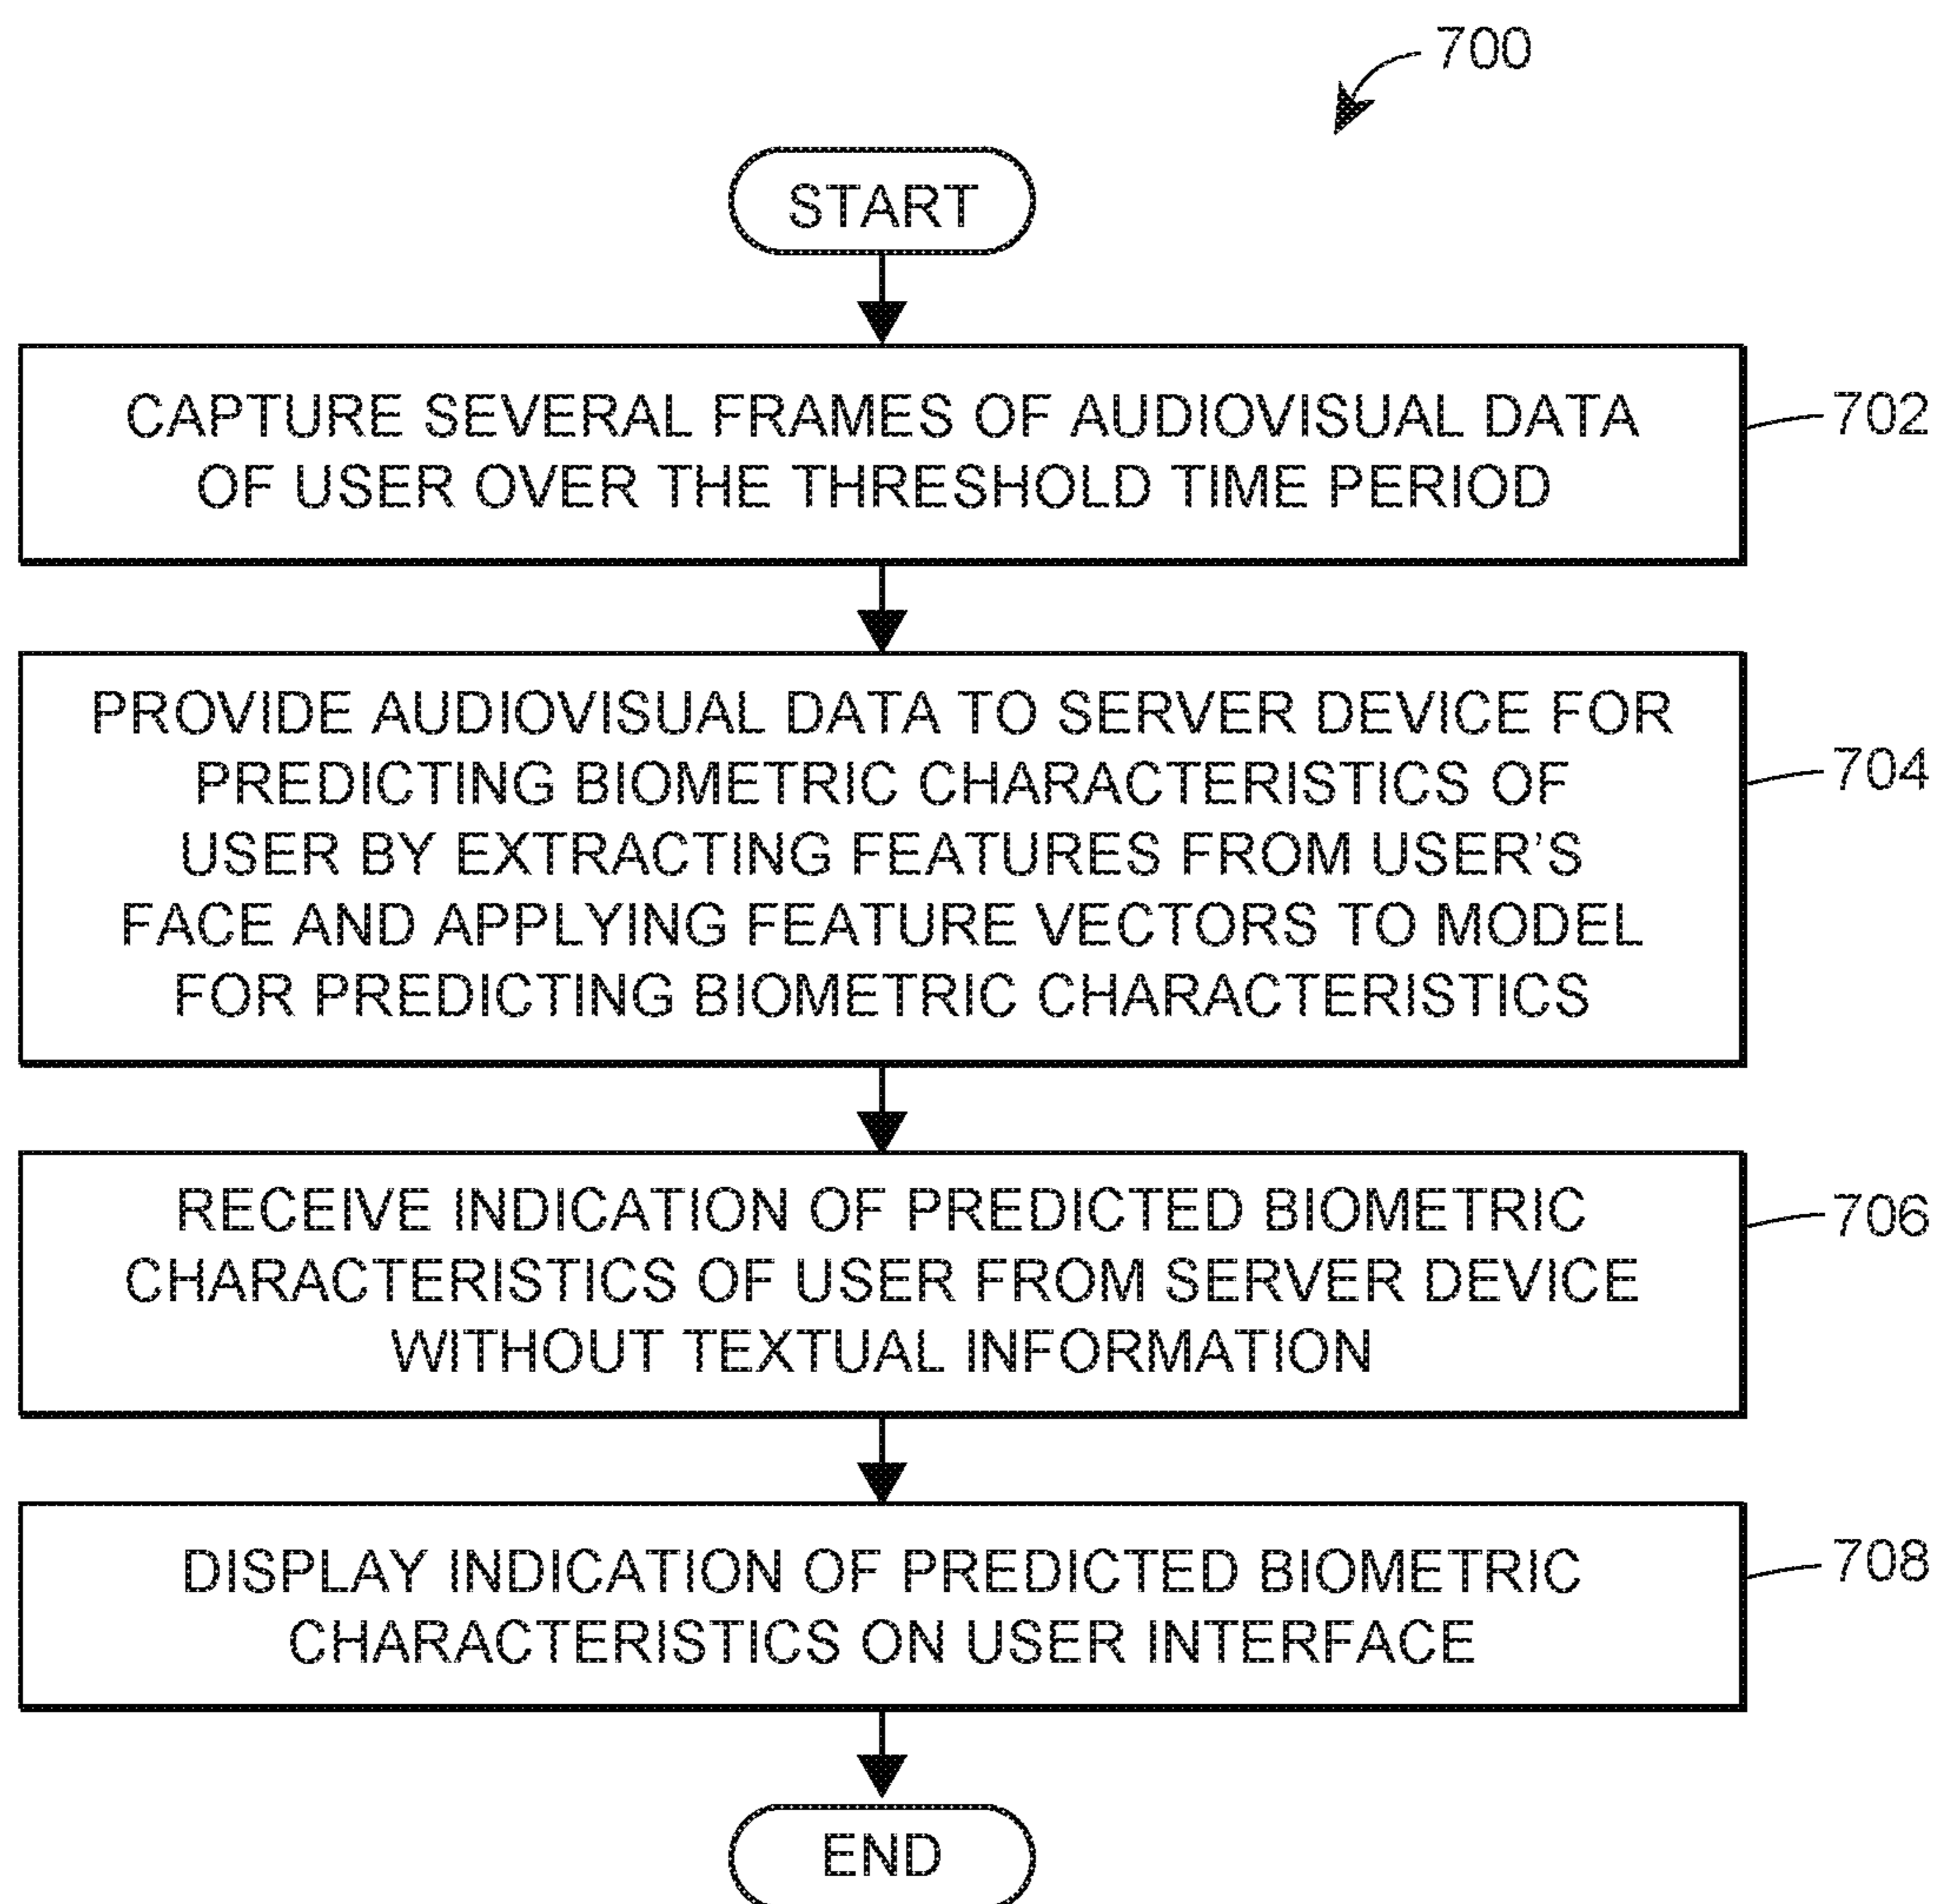 700
START
CAPTURE SEVERAL FRAMES OF AUDIOVISUAL DATA
OF USER OVER THE THRESHOLD TIME PERIOD
702
PROVIDE AUDIOVISUAL DATA TO SERVER DEVICE FOR
PREDICTING BIOMETRIC CHARACTERISTICS OF
USER BY EXTRACTING FEATURES FROM USER'S
FACE AND APPLYING FEATURE VECTORS TO MODEL
FOR PREDICTING BIOMETRIC CHARACTERISTICS
704
RECEIVE INDICATION OF PREDICTED BIOMETRIC
CHARACTERISTICS OF USER FROM SERVER DEVICE
WITHOUT TEXTUAL INFORMATION
706
DISPLAY INDICATION OF PREDICTED BIOMETRIC
CHARACTERISTICS ON USER INTERFACE
708
END